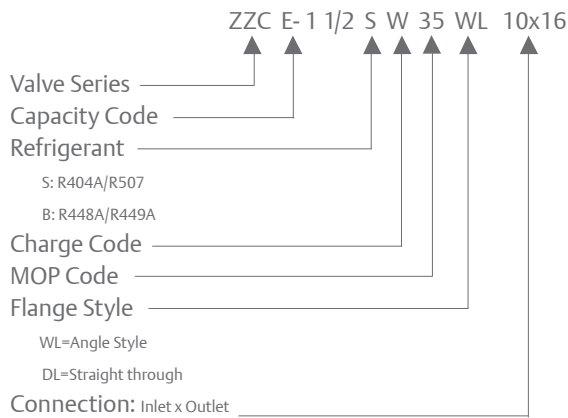 ZZC E- 1 1/2 S W 35 WL 10x16
Valve Series
Capacity Code
Refrigerant
S: R404A/R507
B: R448A/R449A
Charge Code
MOP Code
Flange Style
WL=Angle Style
DL=Straight through
Connection: Inlet x Outlet